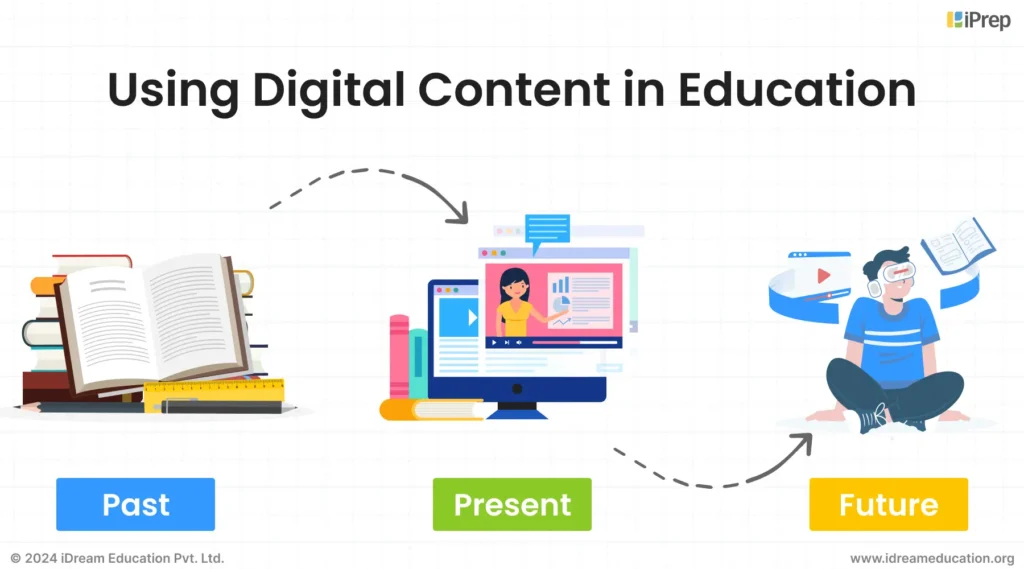 iPrep
Using Digital Content in Education
Past
Present
Future
© 2024 iDream Education Pvt. Ltd.
www.idreameducation.org